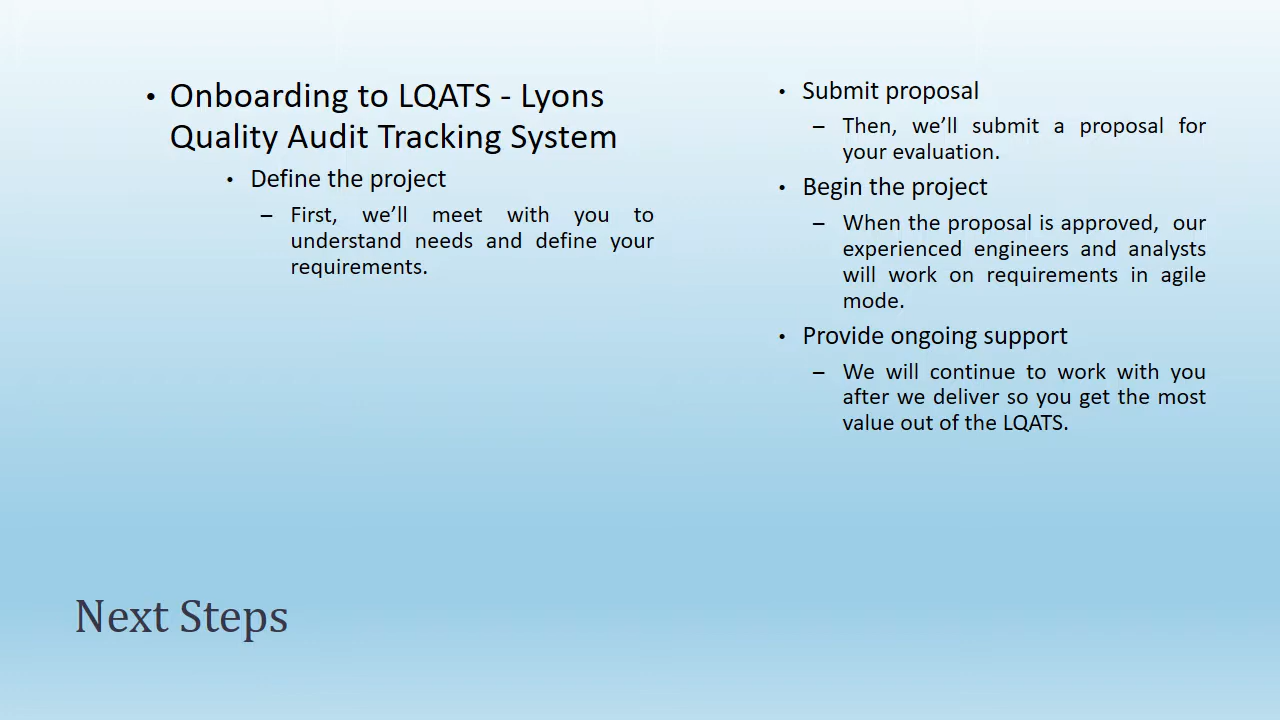 • Onboarding to LQATS - Lyons
Quality Audit Tracking System
• Define the project
– First, we’ll meet with you to
understand needs and define your
requirements.
• Submit proposal
– Then, we’ll submit a proposal for
your evaluation.
• Begin the project
– When the proposal is approved, our
experienced engineers and analysts
will work on requirements in agile
mode.
• Provide ongoing support
– We will continue to work with you
after we deliver so you get the most
value out of the LQATS.
Next Steps